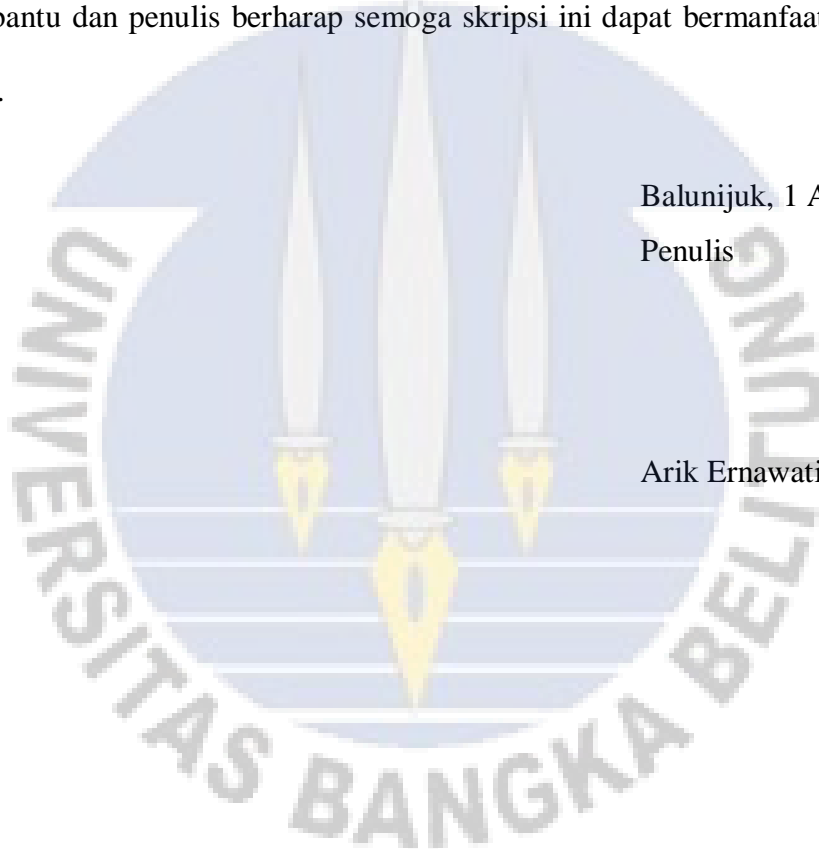 bantu dan penulis berharap semoga skripsi ini dapat bermanfaat
.
Balunijuk, 1 A
Penulis
Arik Ernawati
UNIVERSITAS BANGKA BELITUNG